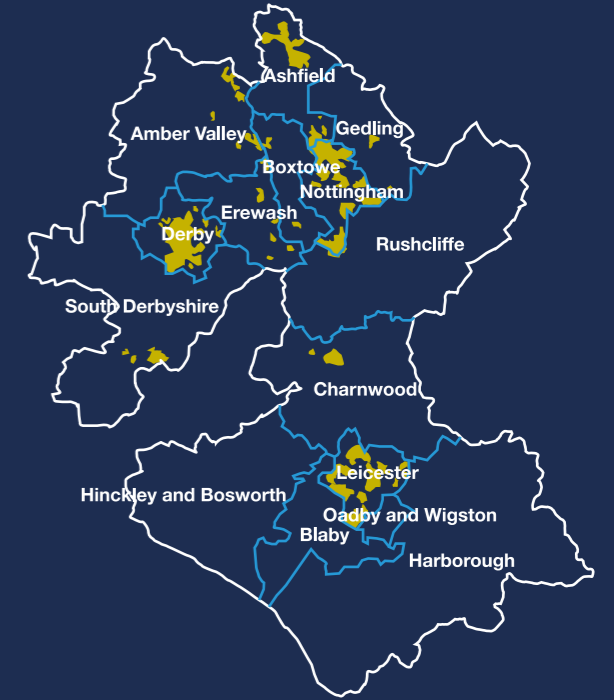 Ashfield
Gedling
Amber Valley
Boxtowe
Nottingham
Erewash
Derby
Rushcliffe
South Derbyshire
Charnwood
Leicester
Hinckley and Bosworth
Oadby and Wigston
Blaby
Harborough